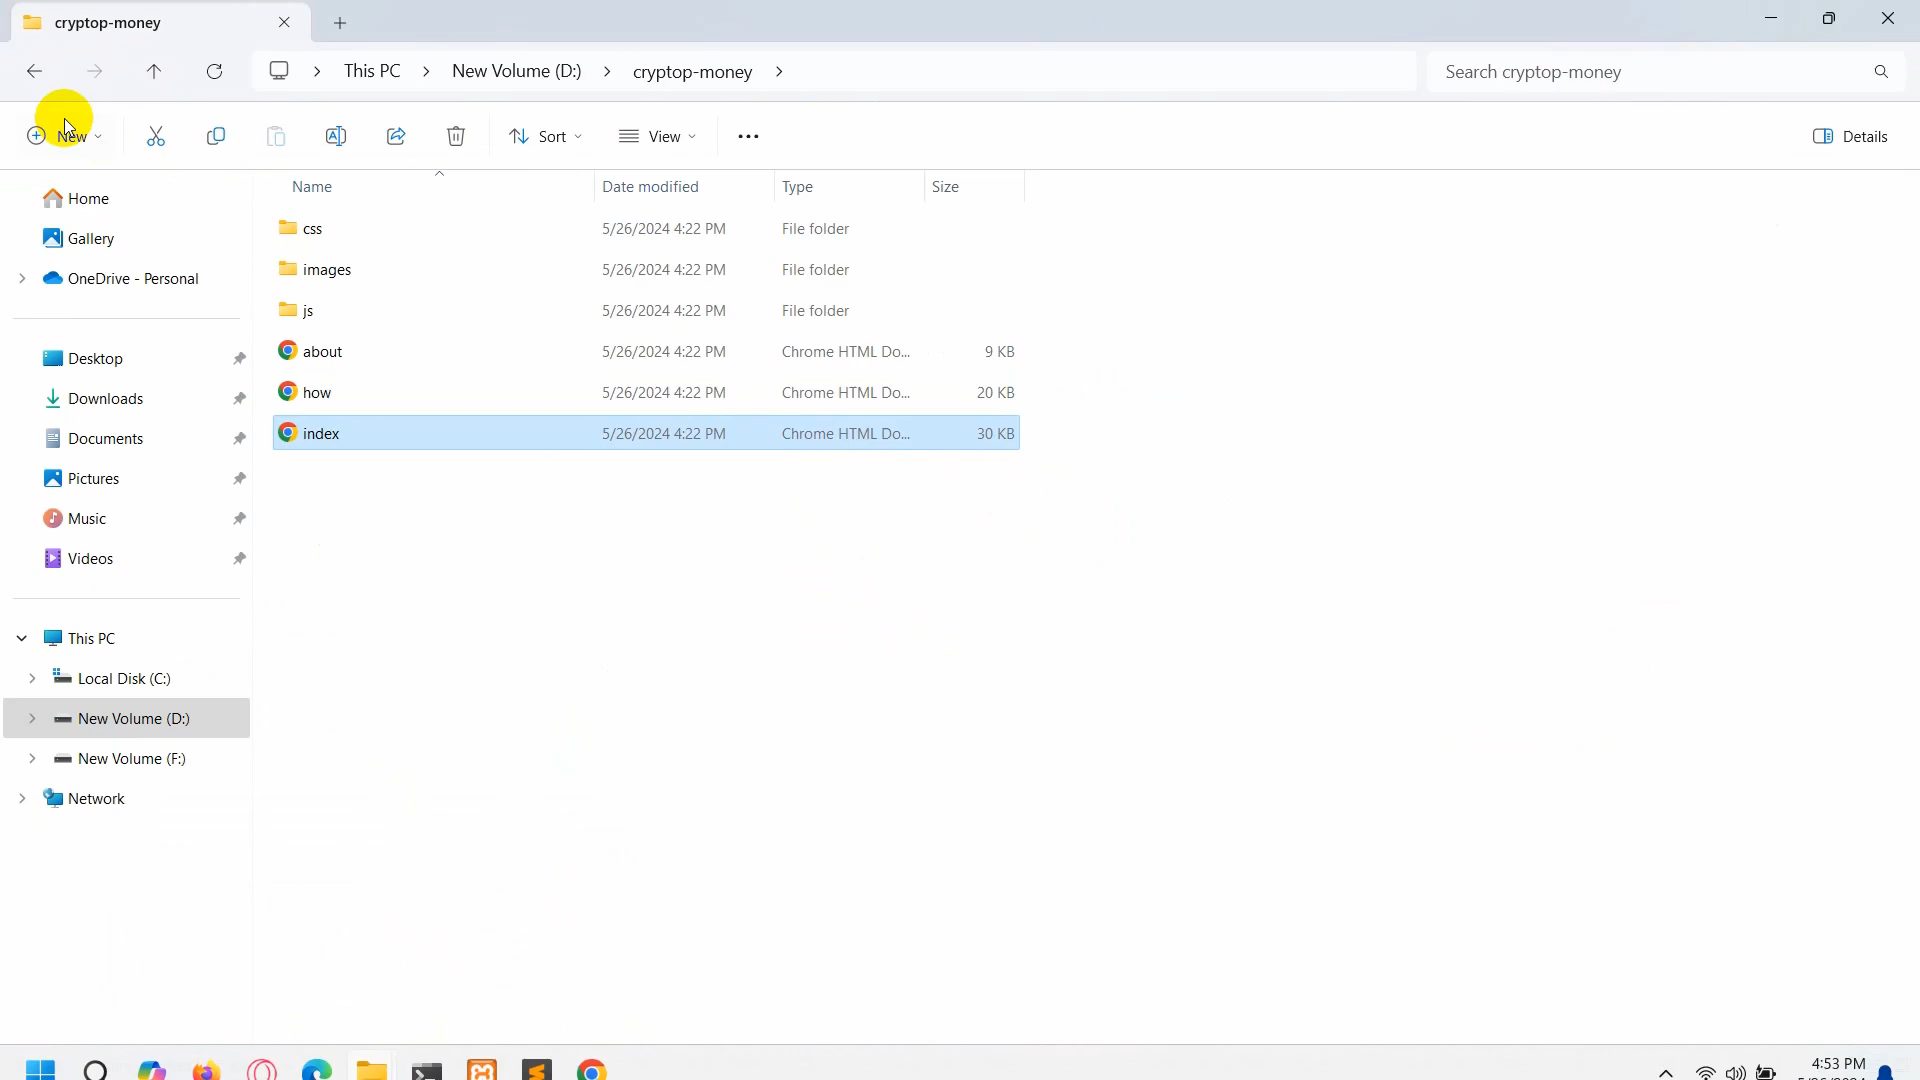 cryptop-money
This PC
New Volume (D:)
cryptop-money
Search cryptop-money
New
Sort
View
Details
Name
Date modified
Type
Size
css
5/26/2024 4:22 PM
File folder
images
5/26/2024 4:22 PM
File folder
js
5/26/2024 4:22 PM
File folder
about
5/26/2024 4:22 PM
Chrome HTML Do...
9 KB
how
5/26/2024 4:22 PM
Chrome HTML Do...
20 KB
index
5/26/2024 4:22 PM
Chrome HTML Do...
30 KB
Home
Gallery
OneDrive - Personal
Desktop
Downloads
Documents
Pictures
Music
Videos
This PC
Local Disk (C:)
New Volume (D:)
New Volume (F:)
Network
4:53 PM